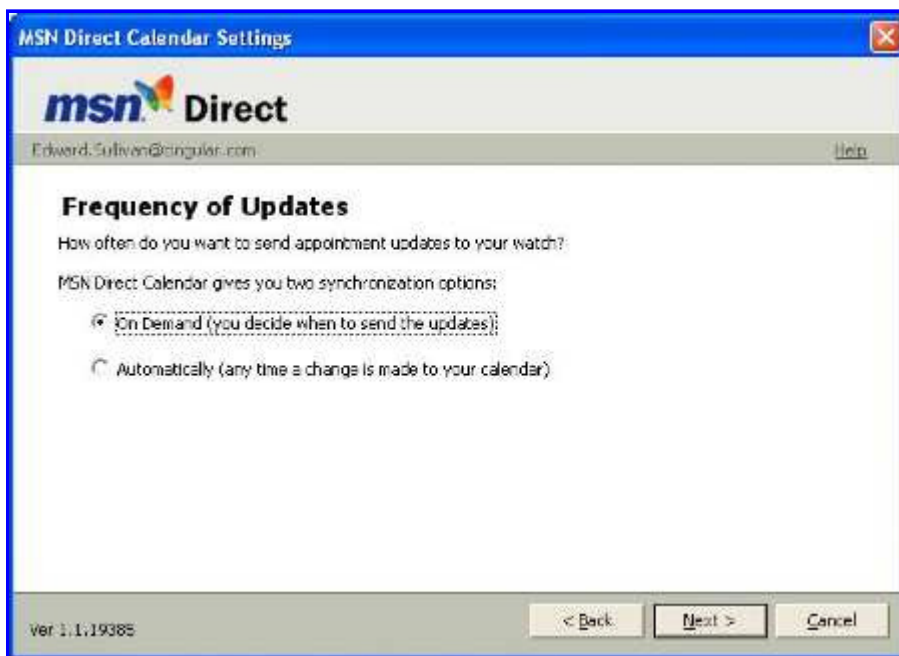 MSN Direct Calendar Settings
msn Direct
Edward.Sullivan@cingular.com
Help
Frequency of Updates
How often do you want to send appointment updates to your watch?
MSN Direct Calendar gives you two synchronization options:
On Demand (you decide when to send the updates)
Automatically (any time a change is made to your calendar)
Ver 1.1.19385
< Back
Next >
Cancel